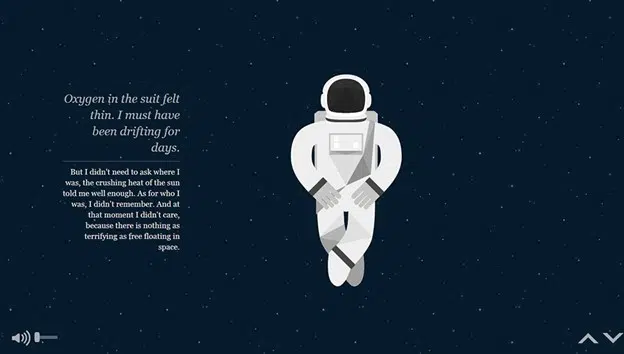 Oxygen in the suit felt
thin. I must have
been drifting for
days.
But I didn't need to ask where I
was, the crushing heat of the sun
told me well enough. As for who I
was, I didn't remember. And at
that moment I didn't care,
because there is nothing as
terrifying as free floating in
space.